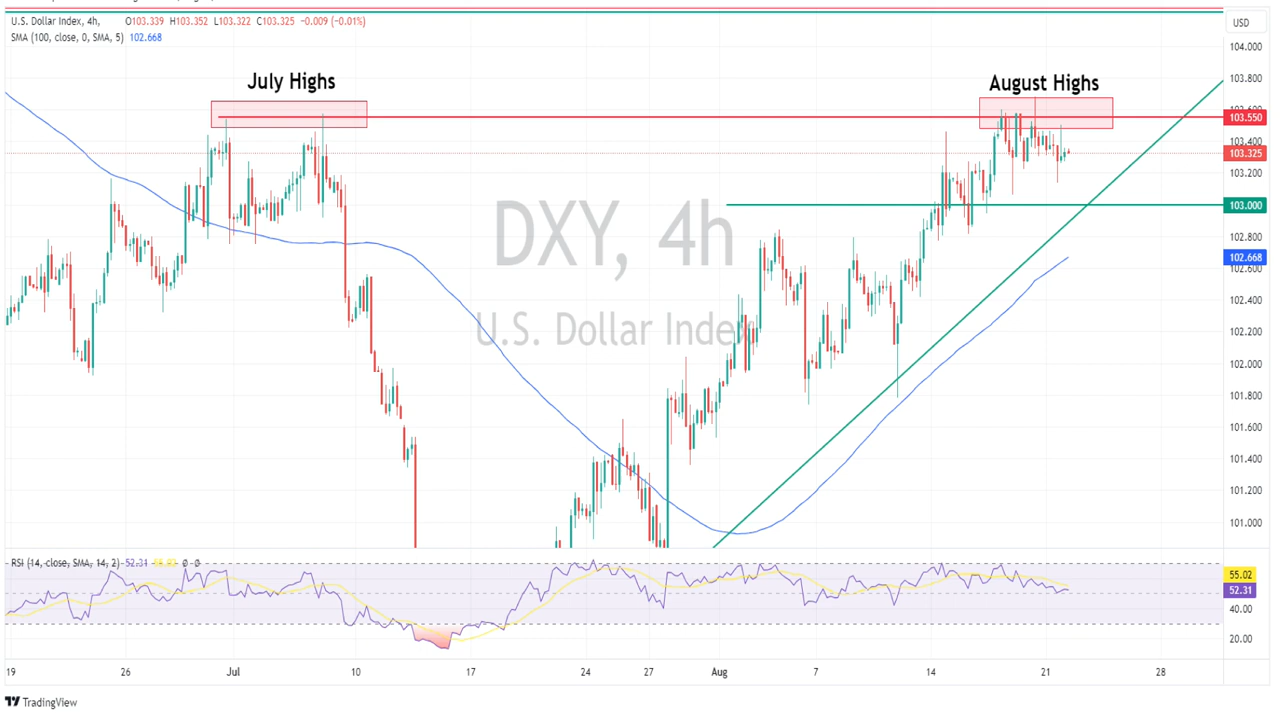 U.S. Dollar Index, 4h, O103.339 H103.352 L103.322 C103.325 −0.009 (−0.01%)
SMA (100, close, 0, SMA, 5) 102.668
USD
July Highs
August Highs
DXY, 4h
U.S. Dollar Index
104.000
103.800
103.550
103.400
103.325
103.200
103.000
102.800
102.668
102.600
102.400
102.200
102.000
101.800
101.600
101.400
101.200
101.000
RSI (14, close, SMA, 14, 2) 52.31 Ø Ø
55.02
52.31
40.00
20.00
19 26 Jul 10 17 24 27 Aug 7 14 21 28
TradingView